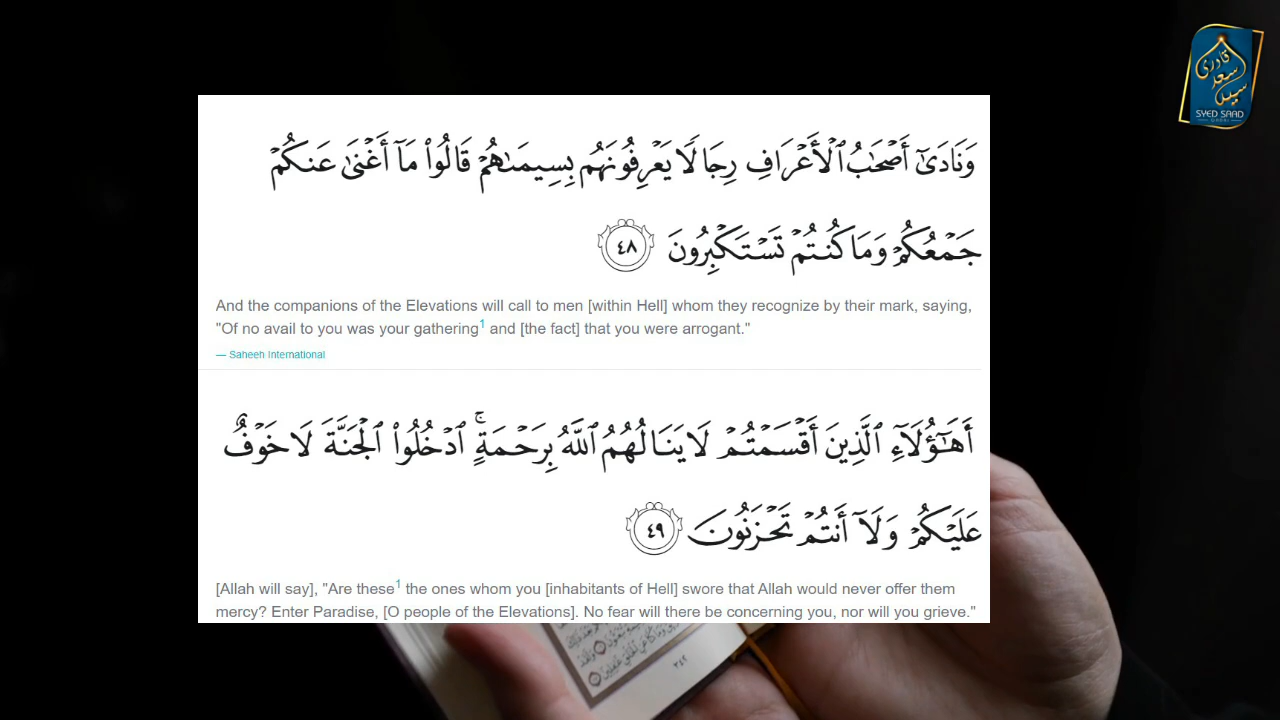 وَنَادَىٰٓ أَصْحَـٰبُ ٱلْأَعْرَافِ رِجَالًا يَعْرِفُونَهُم بِسِيمَىٰهُمْ قَالُوا۟ مَآ أَغْنَىٰ عَنكُمْ
جَمْعُكُمْ وَمَا كُنتُمْ تَسْتَكْبِرُونَ ٤٨
And the companions of the Elevations will call to men [within Hell] whom they recognize by their mark, saying,
"Of no avail to you was your gathering1 and [the fact] that you were arrogant."
— Saheeh International
أَهَـٰٓؤُلَآءِ ٱلَّذِينَ أَقْسَمْتُمْ لَا يَنَالُهُمُ ٱللَّهُ بِرَحْمَةٍ ۚ ٱدْخُلُوا۟ ٱلْجَنَّةَ لَا خَوْفٌ
عَلَيْكُمْ وَلَآ أَنتُمْ تَحْزَنُونَ ٤٩
[Allah will say], "Are these1 the ones whom you [inhabitants of Hell] swore that Allah would never offer them
mercy? Enter Paradise, [O people of the Elevations]. No fear will there be concerning you, nor will you grieve."
سید سعد قادری
SYED SAAD
QADRI